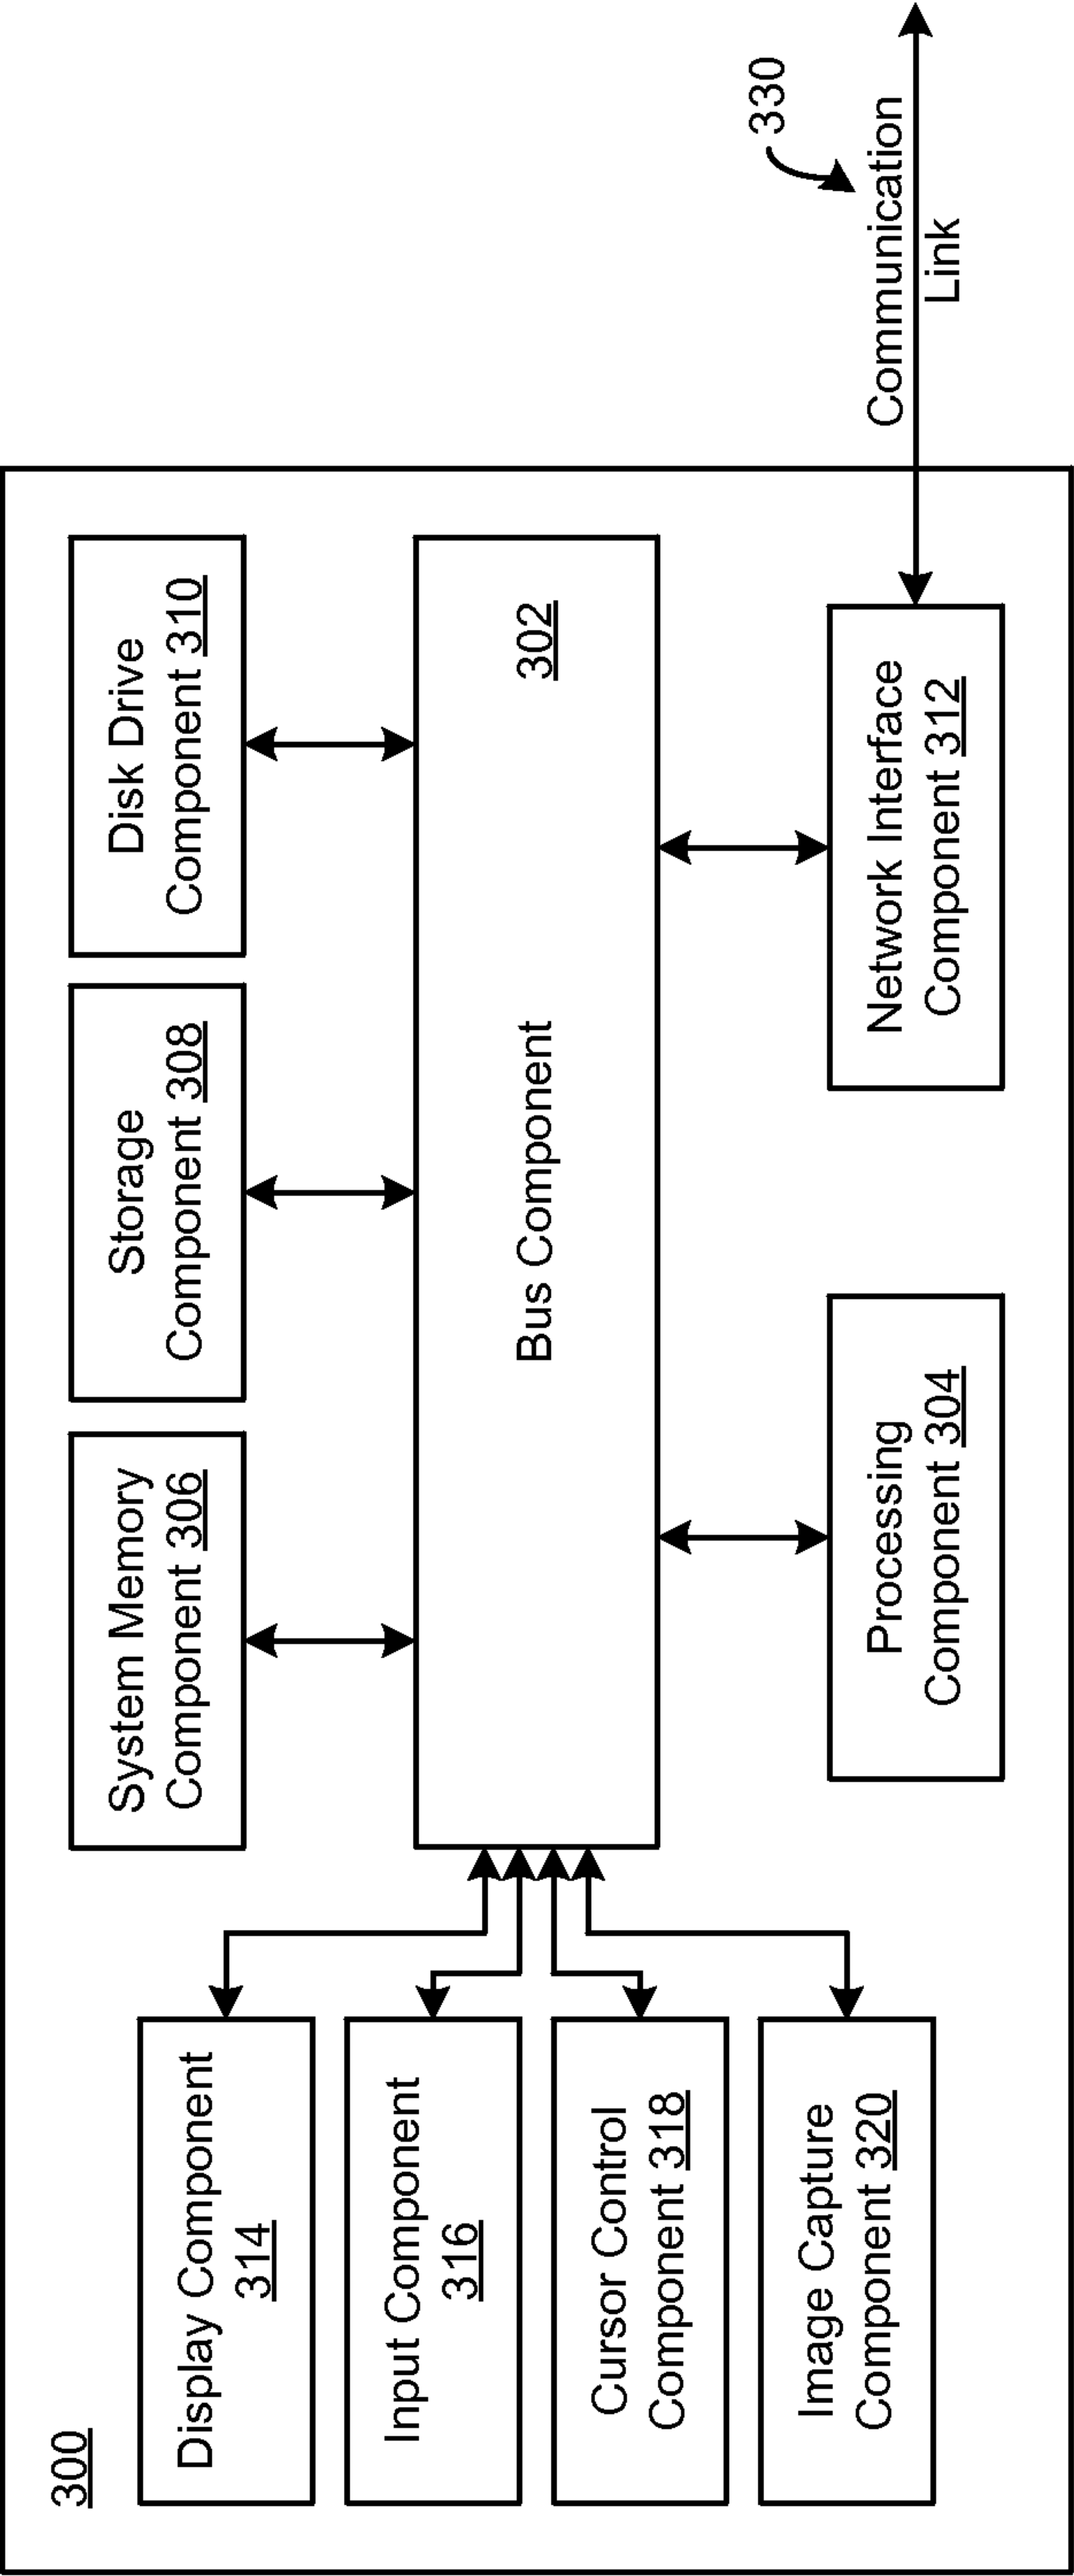 300
System Memory
Component 306
Storage
Component 308
Disk Drive
Component 310
Display Component
314
Input Component
316
Cursor Control
Component 318
Image Capture
Component 320
Bus Component
302
Processing
Component 304
Network Interface
Component 312
330
Communication
Link